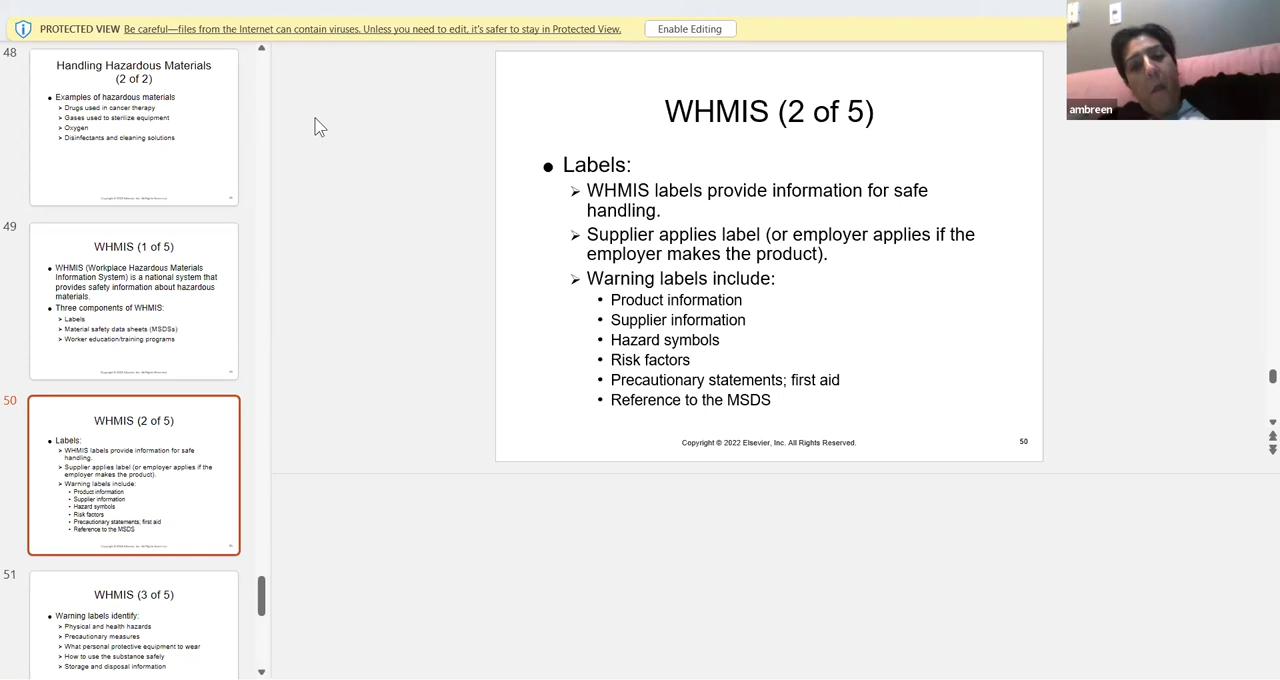 PROTECTED VIEW Be careful—files from the Internet can contain viruses. Unless you need to edit, it's safer to stay in Protected View. Enable Editing
48
Handling Hazardous Materials
(2 of 2)
● Examples of hazardous materials
➢ Drugs used in cancer therapy
➢ Gases used to sterilize equipment
➢ Oxygen
➢ Disinfectants and cleaning solutions
49
WHMIS (1 of 5)
● WHMIS (Workplace Hazardous Materials
Information System) is a national system that
provides safety information about hazardous
materials.
● Three components of WHMIS:
➢ Labels
➢ Material safety data sheets (MSDSs)
➢ Worker education/training programs
50
WHMIS (2 of 5)
● Labels:
➢ WHMIS labels provide information for safe
handling.
➢ Supplier applies label (or employer applies if the
employer makes the product).
➢ Warning labels include:
• Product information
• Supplier information
• Hazard symbols
• Risk factors
• Precautionary statements; first aid
• Reference to the MSDS
51
WHMIS (3 of 5)
● Warning labels identify:
➢ Physical and health hazards
➢ Precautionary measures
➢ What personal protective equipment to wear
➢ How to use the substance safely
➢ Storage and disposal information
WHMIS (2 of 5)
● Labels:
➢ WHMIS labels provide information for safe
handling.
➢ Supplier applies label (or employer applies if the
employer makes the product).
➢ Warning labels include:
• Product information
• Supplier information
• Hazard symbols
• Risk factors
• Precautionary statements; first aid
• Reference to the MSDS
Copyright © 2022 Elsevier, Inc. All Rights Reserved.
50
ambreen